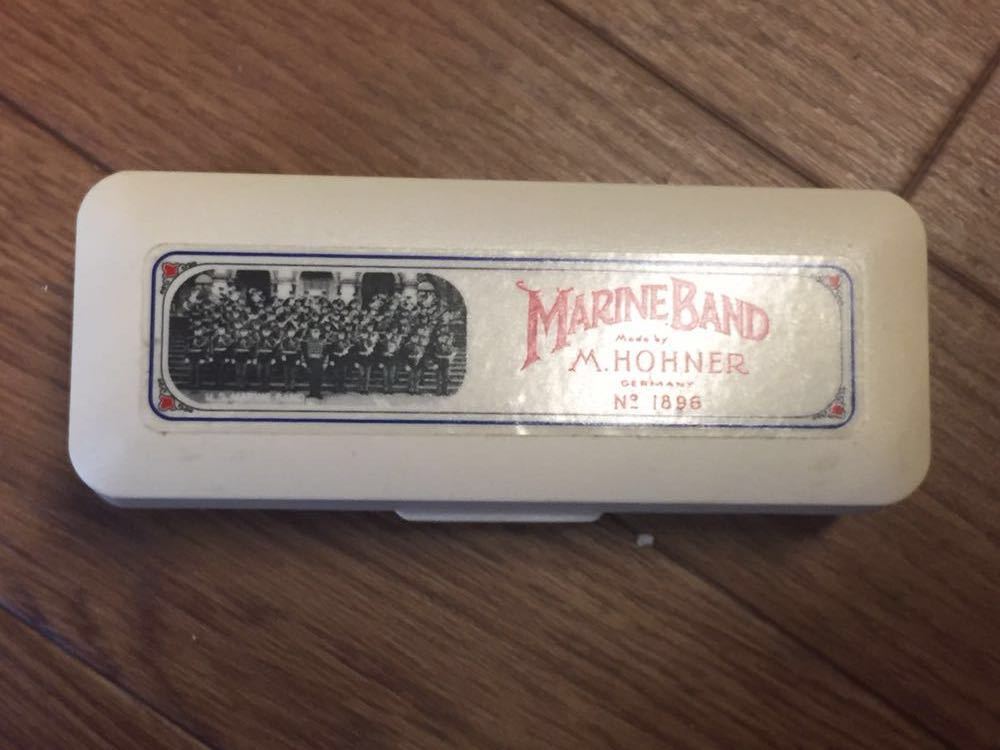 MARINE BAND
Made by
M. HOHNER
GERMANY
Nº 1896